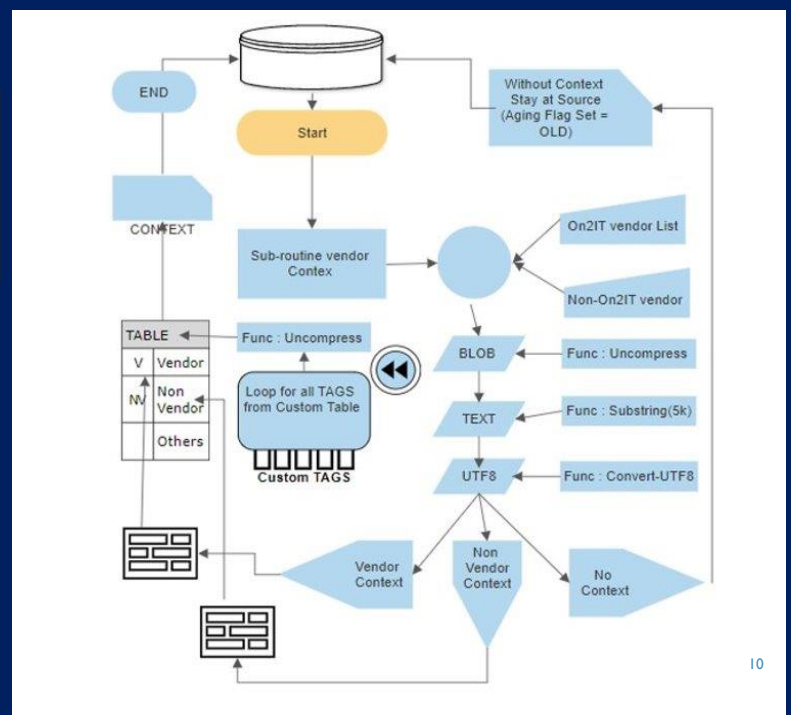 END
Start
Without Context
Stay at Source
(Aging Flag Set =
OLD)
CONTEXT
Sub-routine vendor
Contex
On2IT vendor List
Non-On2IT vendor
TABLE
V Vendor
NV Non
Vendor
Others
Func : Uncompress
Loop for all TAGS
from Custom Table
Custom TAGS
BLOB
Func : Uncompress
TEXT
Func : Substring(5k)
UTF8
Func : Convert-UTF8
Vendor
Context
Non
Vendor
Context
No
Context
10